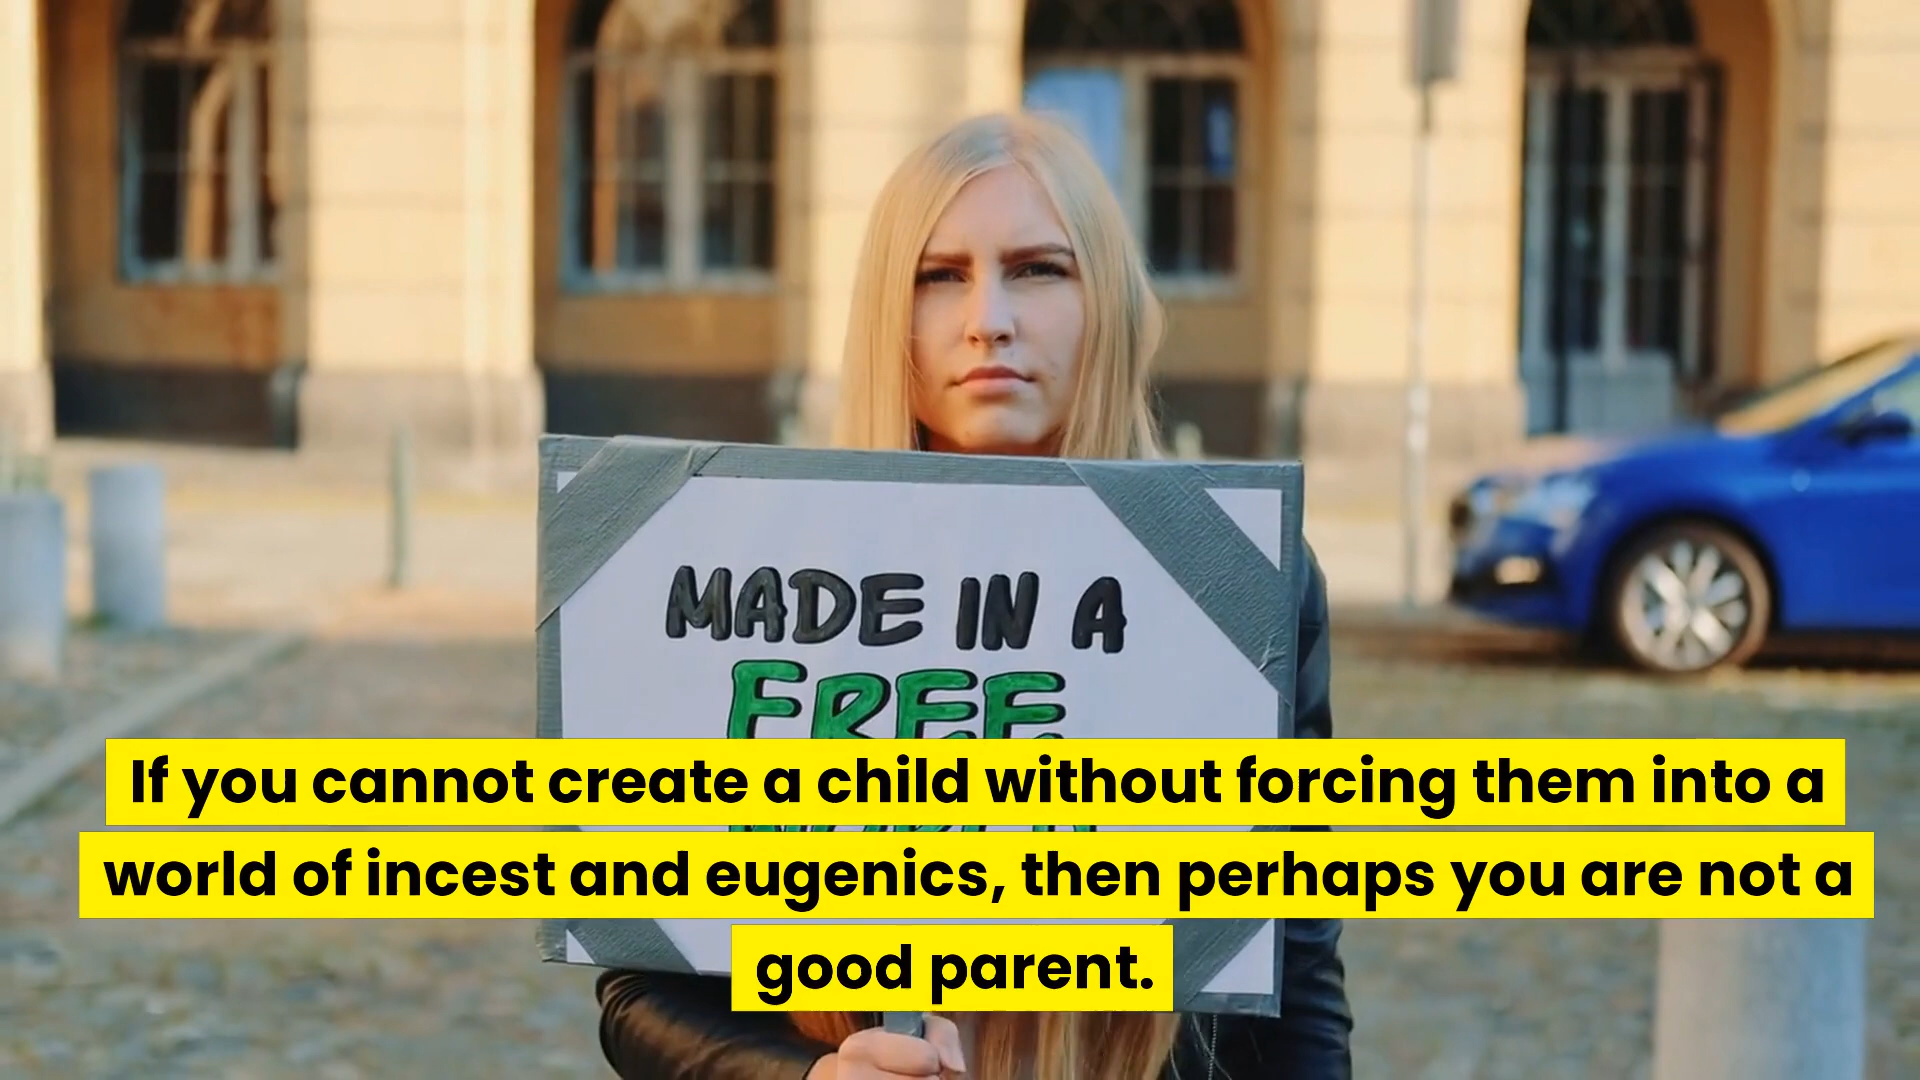 MADE IN A
FREE
If you cannot create a child without forcing them into a
world of incest and eugenics, then perhaps you are not a
good parent.